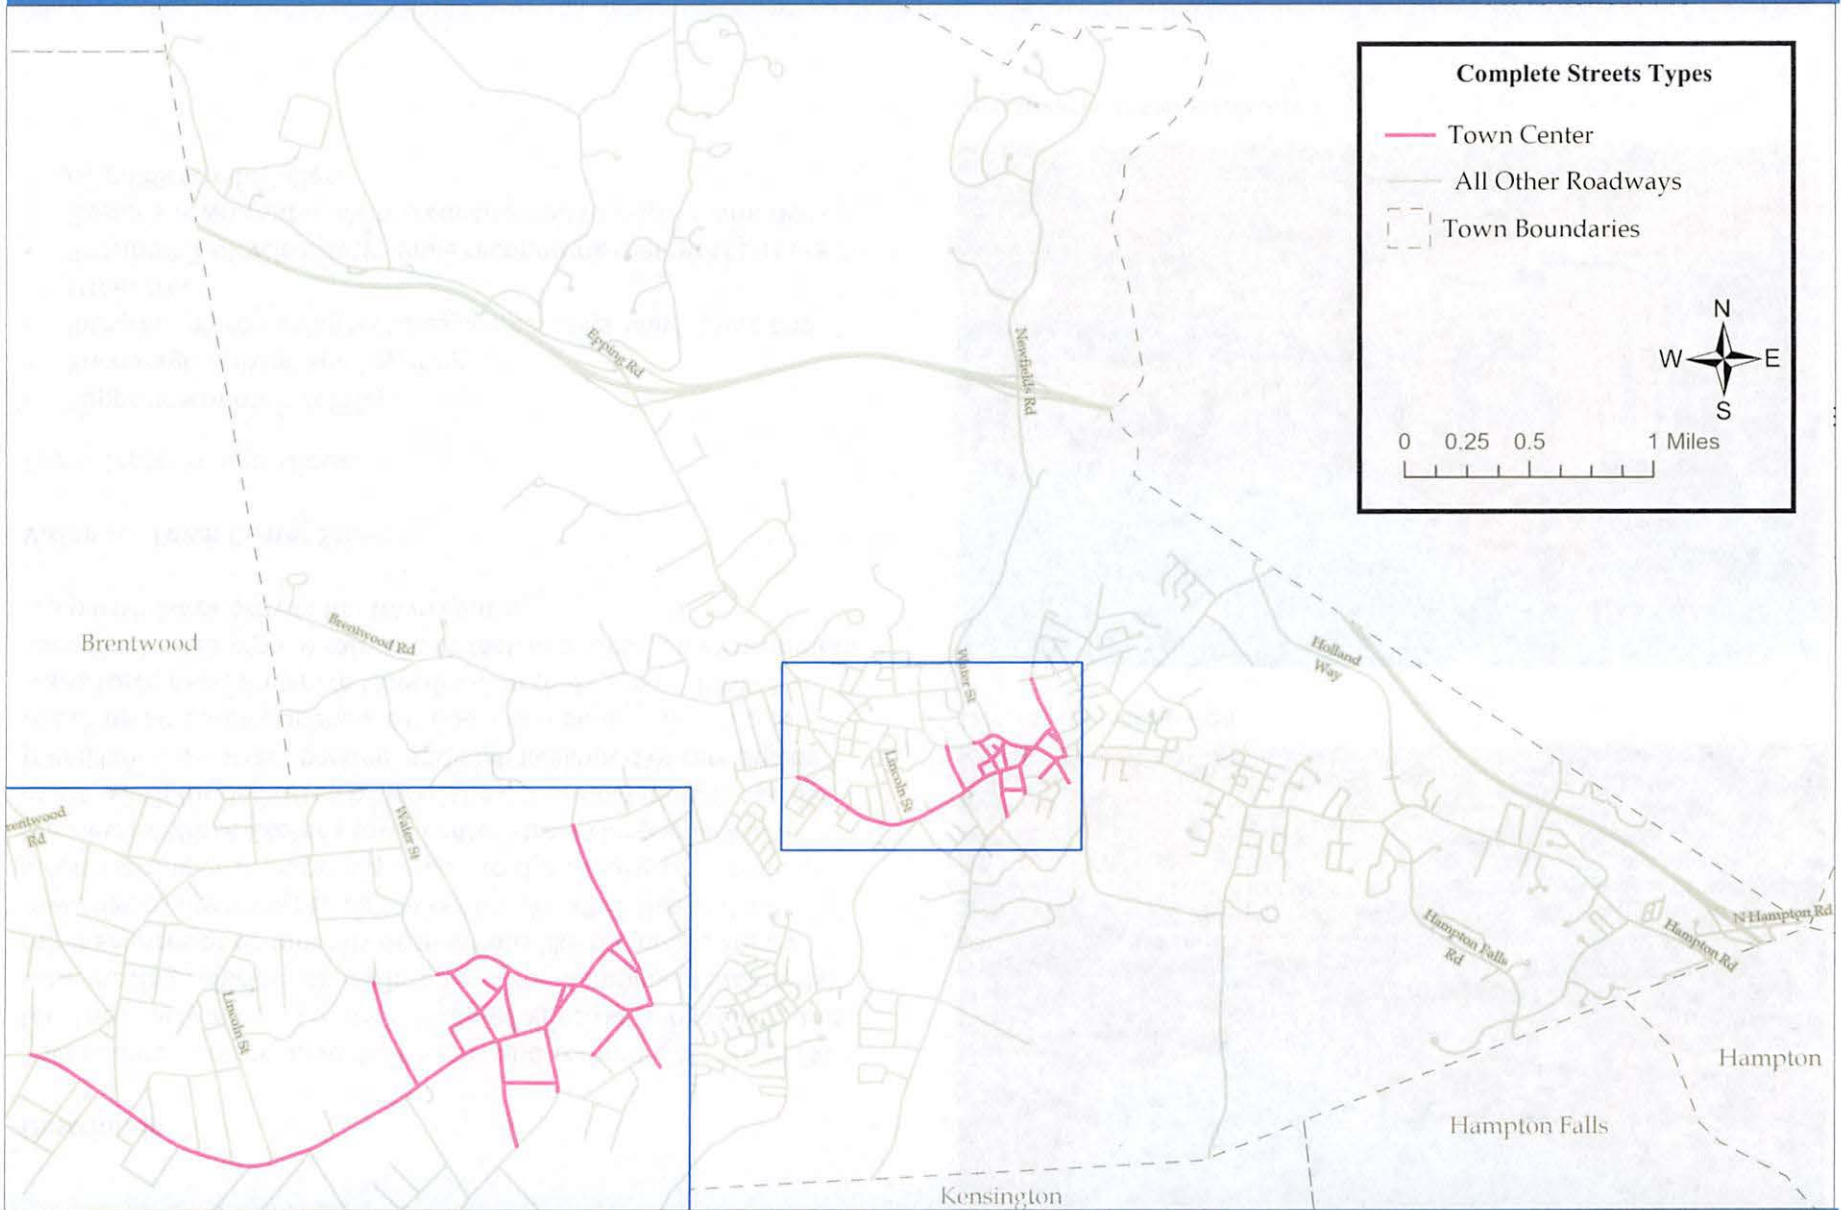 Complete Streets Types
Town Center
All Other Roadways
Town Boundaries
N
W E
S
0 0.25 0.5 1 Miles
Epping Rd
Newfields Rd
Brentwood
Brentwood Rd
Water St
Lincoln St
Holland
Way
Hampton Falls
Rd
Hampton Rd
N Hampton Rd
Hampton
Hampton Falls
Kensington
rentwood
Rd
Water St
Lincoln St